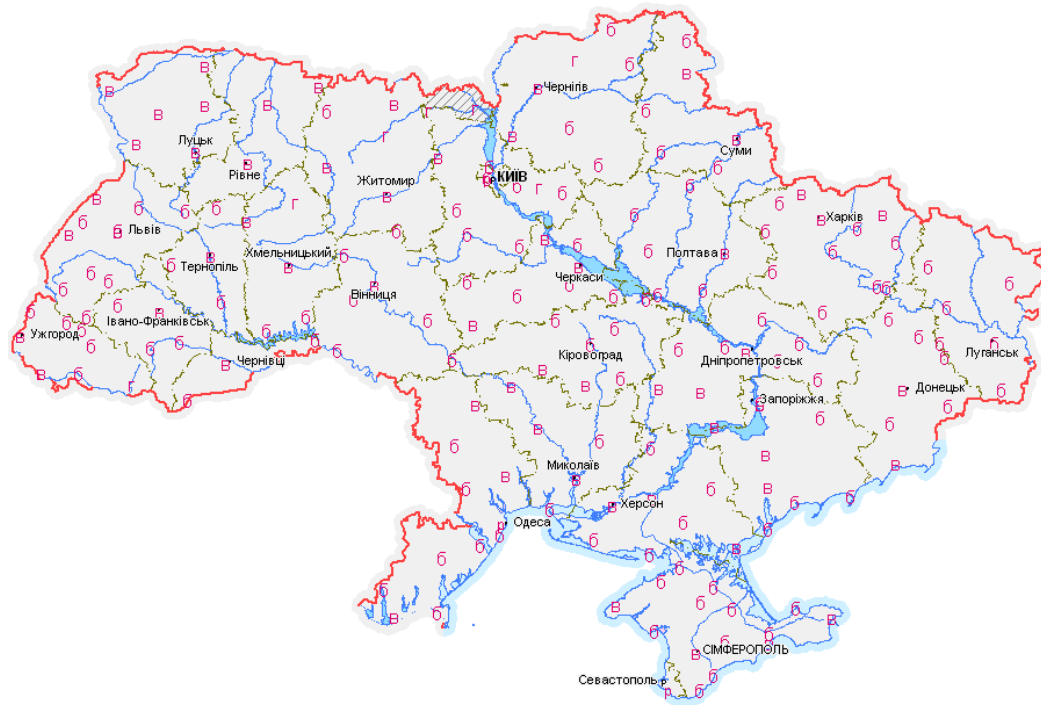 б
б
г
в
в
в
в Чернігів
в
в
в
в
в
б
б
г
г
г
б
в
г
б
в
в
Суми
Луцьк
в
б
в
Рівне
в
б
б
в
КИЇВ
в
Житомир
в
б
г
б
б
б
в
в
б
б
б
г
б
б
Харків
в
в
б
Львів
б
в
в
б
в
б
б
б
в
б
б
б
Полтава
в
Тернопіль
в
Хмельницький
в
б
б
Черкаси
в
б
б
б
б
б
Вінниця
в
б
б
б
б
б
б
б
б
б
б
б
б
Івано-Франківськ
в
б
б
б
б
б
б
б
в
б
б
б
Ужгород
в
б
б
б
б
б
б
Кіровоград
б
б
Дніпропетровськ
в
Луганськ
б
Чернівці
в
б
б
в
б
в
г
б
в
в
б
б
в
в
б
б
Донецьк
в
б
б
Запоріжжя
в
б
в
б
б
в
в
б
б
б
в
в
Миколаїв
в
в
б
б
в
б
б
Херсон
в
б
р Одеса
б
б
б
б
б
в
б
б
б
б
б
б
б
в
б
б
в
в
б
б
б
б
в СІМФЕРОПОЛЬ
Севастополь в
б
р
б